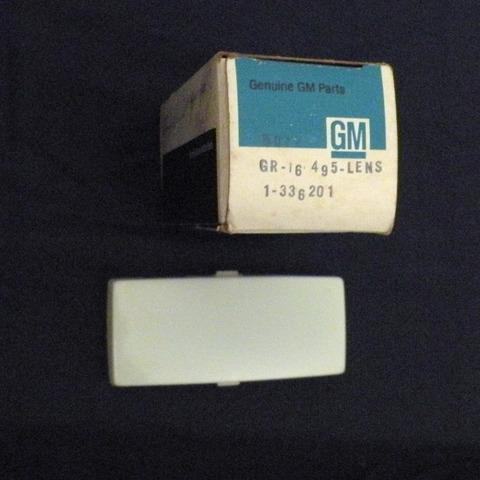 Genuine GM Parts
GM
GR-16 495-LENS
1-336201